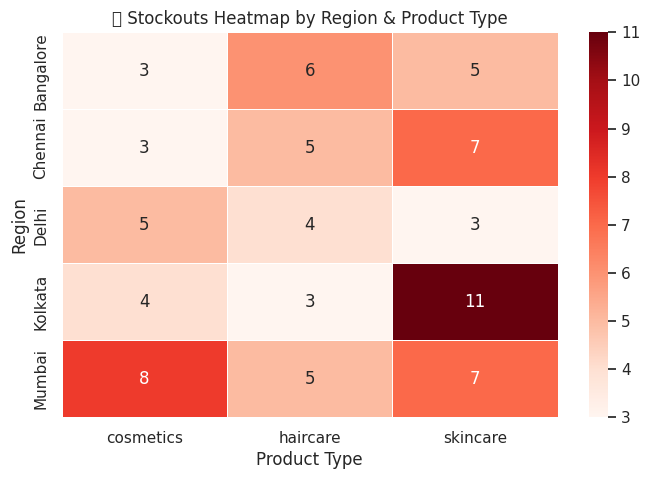 Stockouts Heatmap by Region & Product Type
Region
Bangalore 3 6 5
Chennai 3 5 7
Delhi 5 4 3
Kolkata 4 3 11
Mumbai 8 5 7
cosmetics haircare skincare
Product Type
11
10
9
8
7
6
5
4
3